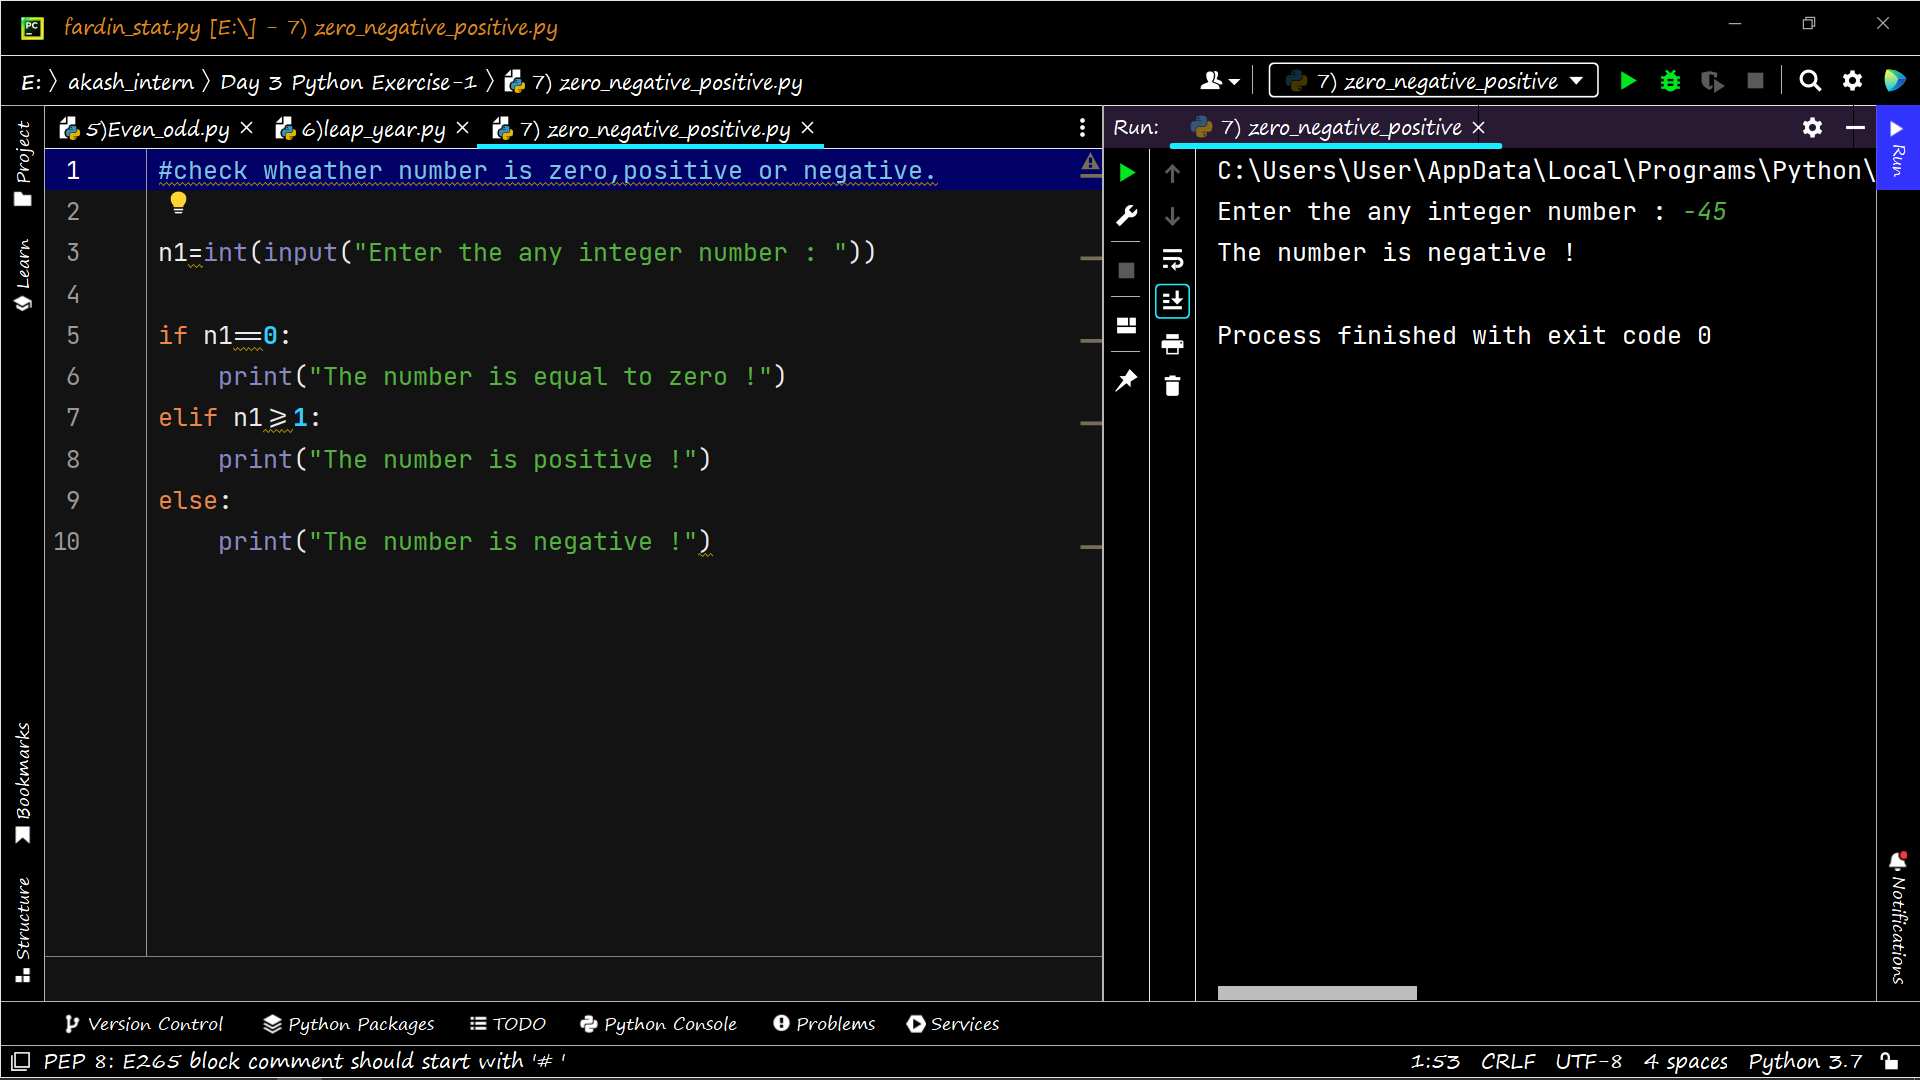 fardin_stat.py [E:\] - 7) zero_negative_positive.py
E: akash_intern Day 3 Python Exercise-1 7) zero_negative_positive.py
7) zero_negative_positive
5)Even_odd.py
6)leap_year.py
7) zero_negative_positive.py
Run: 7) zero_negative_positive
Project
Learn
Bookmarks
Structure
1 #check wheather number is zero,positive or negative.
2
3 n1=int(input("Enter the any integer number : "))
4
5 if n1==0:
6 print("The number is equal to zero !")
7 elif n1>=1:
8 print("The number is positive !")
9 else:
10 print("The number is negative !")
C:\Users\User\AppData\Local\Programs\Python\
Enter the any integer number : -45
The number is negative !
Process finished with exit code 0
Run
Notifications
Version Control Python Packages TODO Python Console Problems Services
PEP 8: E265 block comment should start with '# '
1:53 CRLF UTF-8 4 spaces Python 3.7